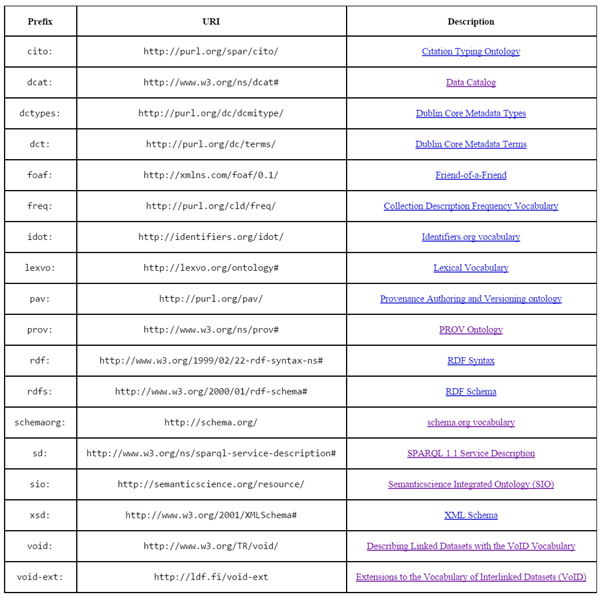 Prefix URI Description
cito: http://purl.org/spar/cito/ Citation Typing Ontology
dcat: http://www.w3.org/ns/dcat# Data Catalog
dctypes: http://purl.org/dc/dcmitype/ Dublin Core Metadata Types
dct: http://purl.org/dc/terms/ Dublin Core Metadata Terms
foaf: http://xmlns.com/foaf/0.1/ Friend-of-a-Friend
freq: http://purl.org/cld/freq/ Collection Description Frequency Vocabulary
idot: http://identifiers.org/idot/ Identifiers.org vocabulary
lexvo: http://lexvo.org/ontology# Lexical Vocabulary
pav: http://purl.org/pav/ Provenance Authoring and Versioning ontology
prov: http://www.w3.org/ns/prov# PROV Ontology
rdf: http://www.w3.org/1999/02/22-rdf-syntax-ns# RDF Syntax
rdfs: http://www.w3.org/2000/01/rdf-schema# RDF Schema
schemaorg: http://schema.org/ schema.org vocabulary
sd: http://www.w3.org/ns/sparql-service-description# SPARQL 1.1 Service Description
sio: http://semanticscience.org/resource/ Semanticscience Integrated Ontology (SIO)
xsd: http://www.w3.org/2001/XMLSchema# XML Schema
void: http://www.w3.org/TR/void/ Describing Linked Datasets with the VoID Vocabulary
void-ext: http://ldf.fi/void-ext Extensions to the Vocabulary of Interlinked Datasets (VoID)